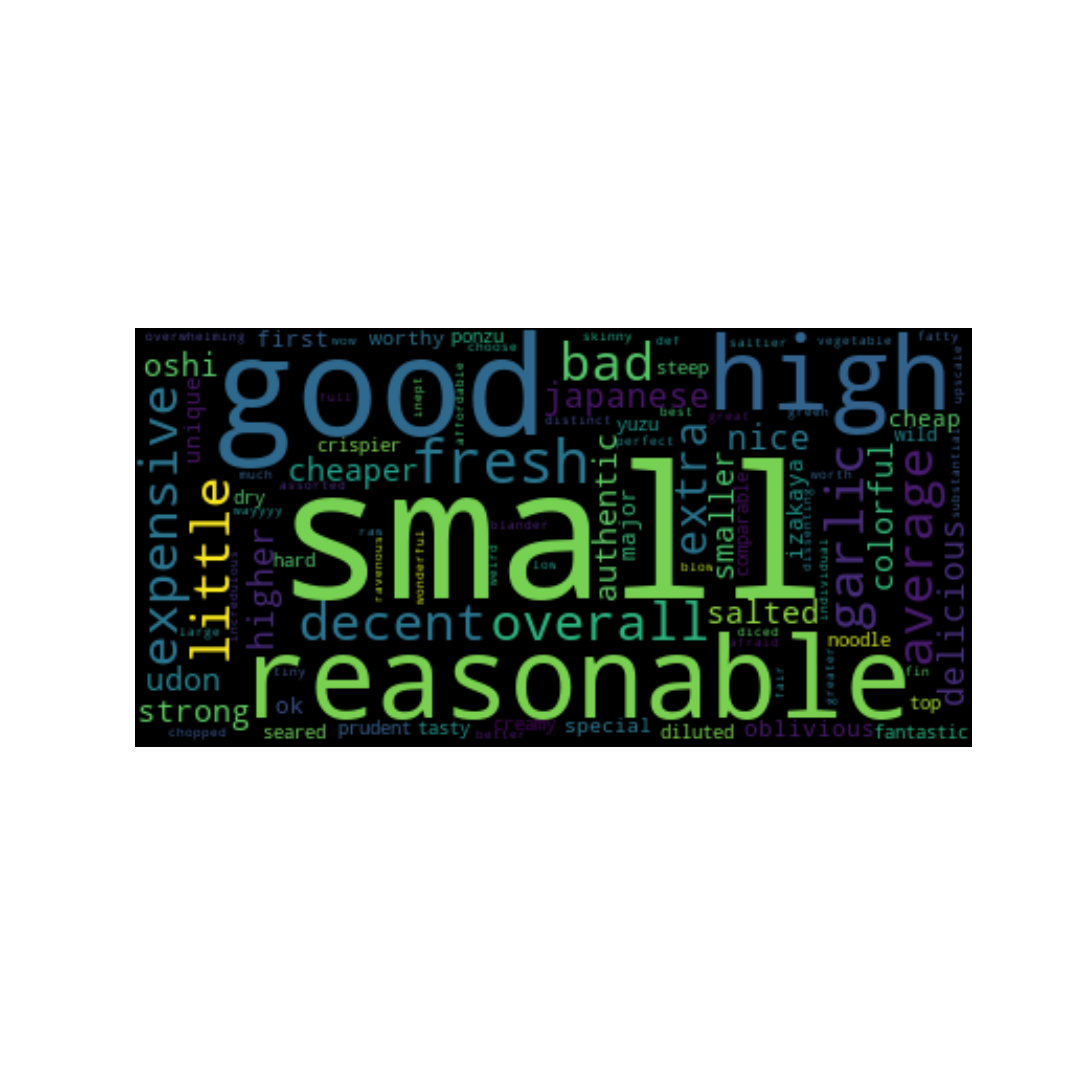 overwhelming
first
wow
worthy
ponzu
choose
skinny
def
saltier
vegetable
fatty
oshi
good
bad
steep
high
upscale
expensive
unique
full
inept
affordable
japanese
best
great
green
cheap
distinct
yuzu
perfect
nice
wild
crispier
cheaper
fresh
much
assorted
little
dry
wayyyy
small
authentic
major
extra
smaller
comparable
izakaya
dissenting
worth
garlic
colorful
average
substantial
delicious
higher
hard
incredulous
raw
ravenous
wonderful
weird
blander
individual
large
decent
overall
salted
diced
afraid
noodle
udon
tiny
reasonable
fair
greater
fin
top
strong
ok
chopped
seared
prudent
tasty
creamy
better
special
diluted
oblivious
fantastic